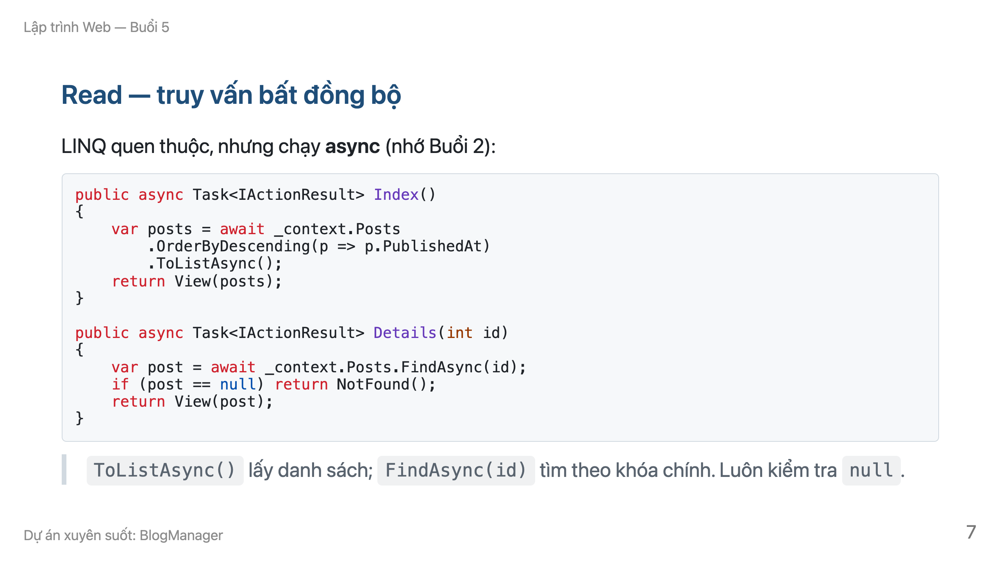 Lập trình Web — Buổi 5
Read — truy vấn bất đồng bộ
LINQ quen thuộc, nhưng chạy async (nhớ Buổi 2):
public async Task<IActionResult> Index()
{
    var posts = await _context.Posts
        .OrderByDescending(p => p.PublishedAt)
        .ToListAsync();
    return View(posts);
}

public async Task<IActionResult> Details(int id)
{
    var post = await _context.Posts.FindAsync(id);
    if (post == null) return NotFound();
    return View(post);
}
ToListAsync() lấy danh sách; FindAsync(id) tìm theo khóa chính. Luôn kiểm tra null.
Dự án xuyên suốt: BlogManager
7